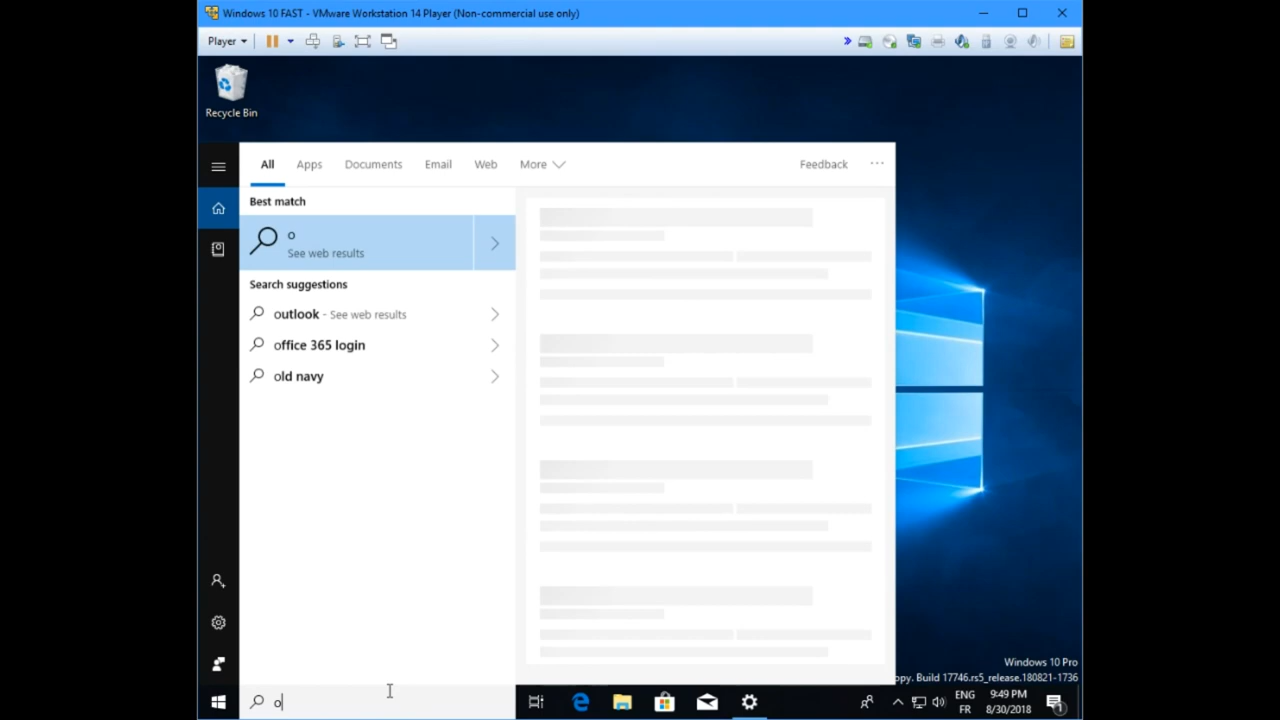 Windows 10 FAST - VMware Workstation 14 Player (Non-commercial use only)
Player
Recycle Bin
All Apps Documents Email Web More Feedback
Best match
o
See web results
Search suggestions
outlook - See web results
office 365 login
old navy
Windows 10 Pro
opy. Build 17746.rs5_release.180821-1736
o
ENG 9:49 PM
FR 8/30/2018
1